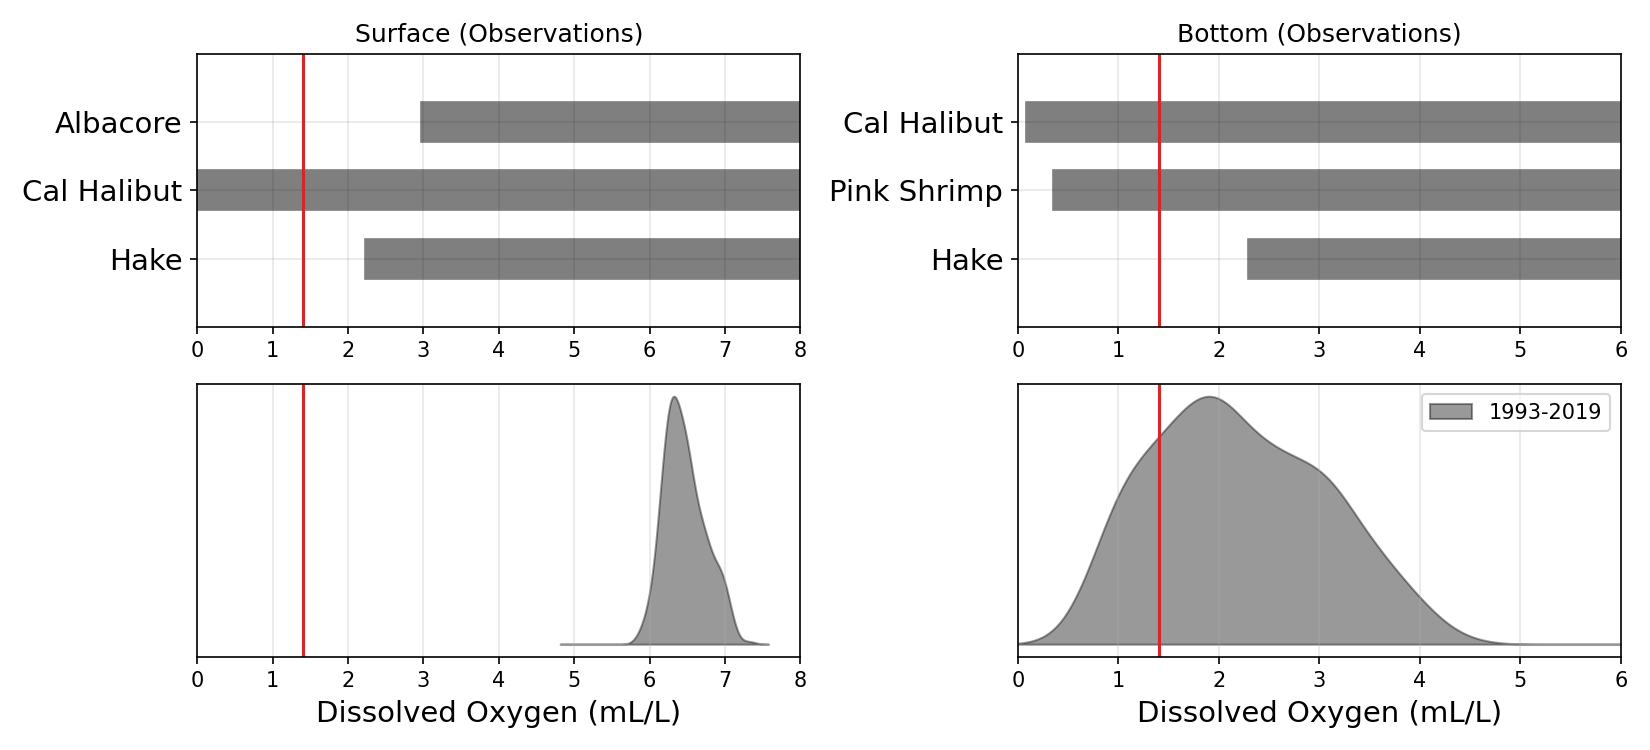 Surface (Observations)
Albacore
Cal Halibut
Hake
0 1 2 3 4 5 6 7 8
Bottom (Observations)
Cal Halibut
Pink Shrimp
Hake
0 1 2 3 4 5 6
0 1 2 3 4 5 6 7 8
Dissolved Oxygen (mL/L)
1993-2019
0 1 2 3 4 5 6
Dissolved Oxygen (mL/L)